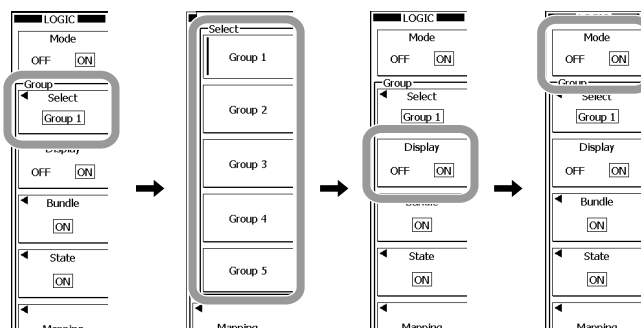 LOGIC
Mode
OFF ON
Group
Select
Group 1
Display
OFF ON
Bundle
ON
State
ON
Mapping
Select
Group 1
Group 2
Group 3
Group 4
Group 5
Mapping
LOGIC
Mode
OFF ON
Group
Select
Group 1
Display
OFF ON
Bundle
ON
State
ON
Mapping
Mode
OFF ON
Group
Select
Group 1
Display
OFF ON
Bundle
ON
State
ON
Mapping